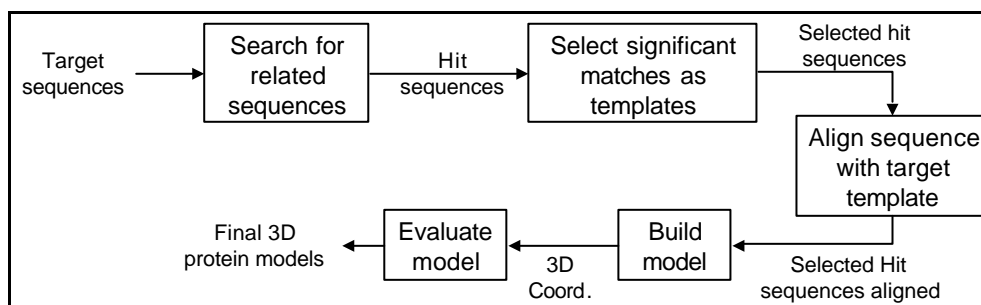 Target
sequences
Search for
related
sequences
Hit
sequences
Select significant
matches as
templates
Selected hit
sequences
Align sequence
with target
template
Selected Hit
sequences aligned
Build
model
3D
Coord.
Evaluate
model
Final 3D
protein models